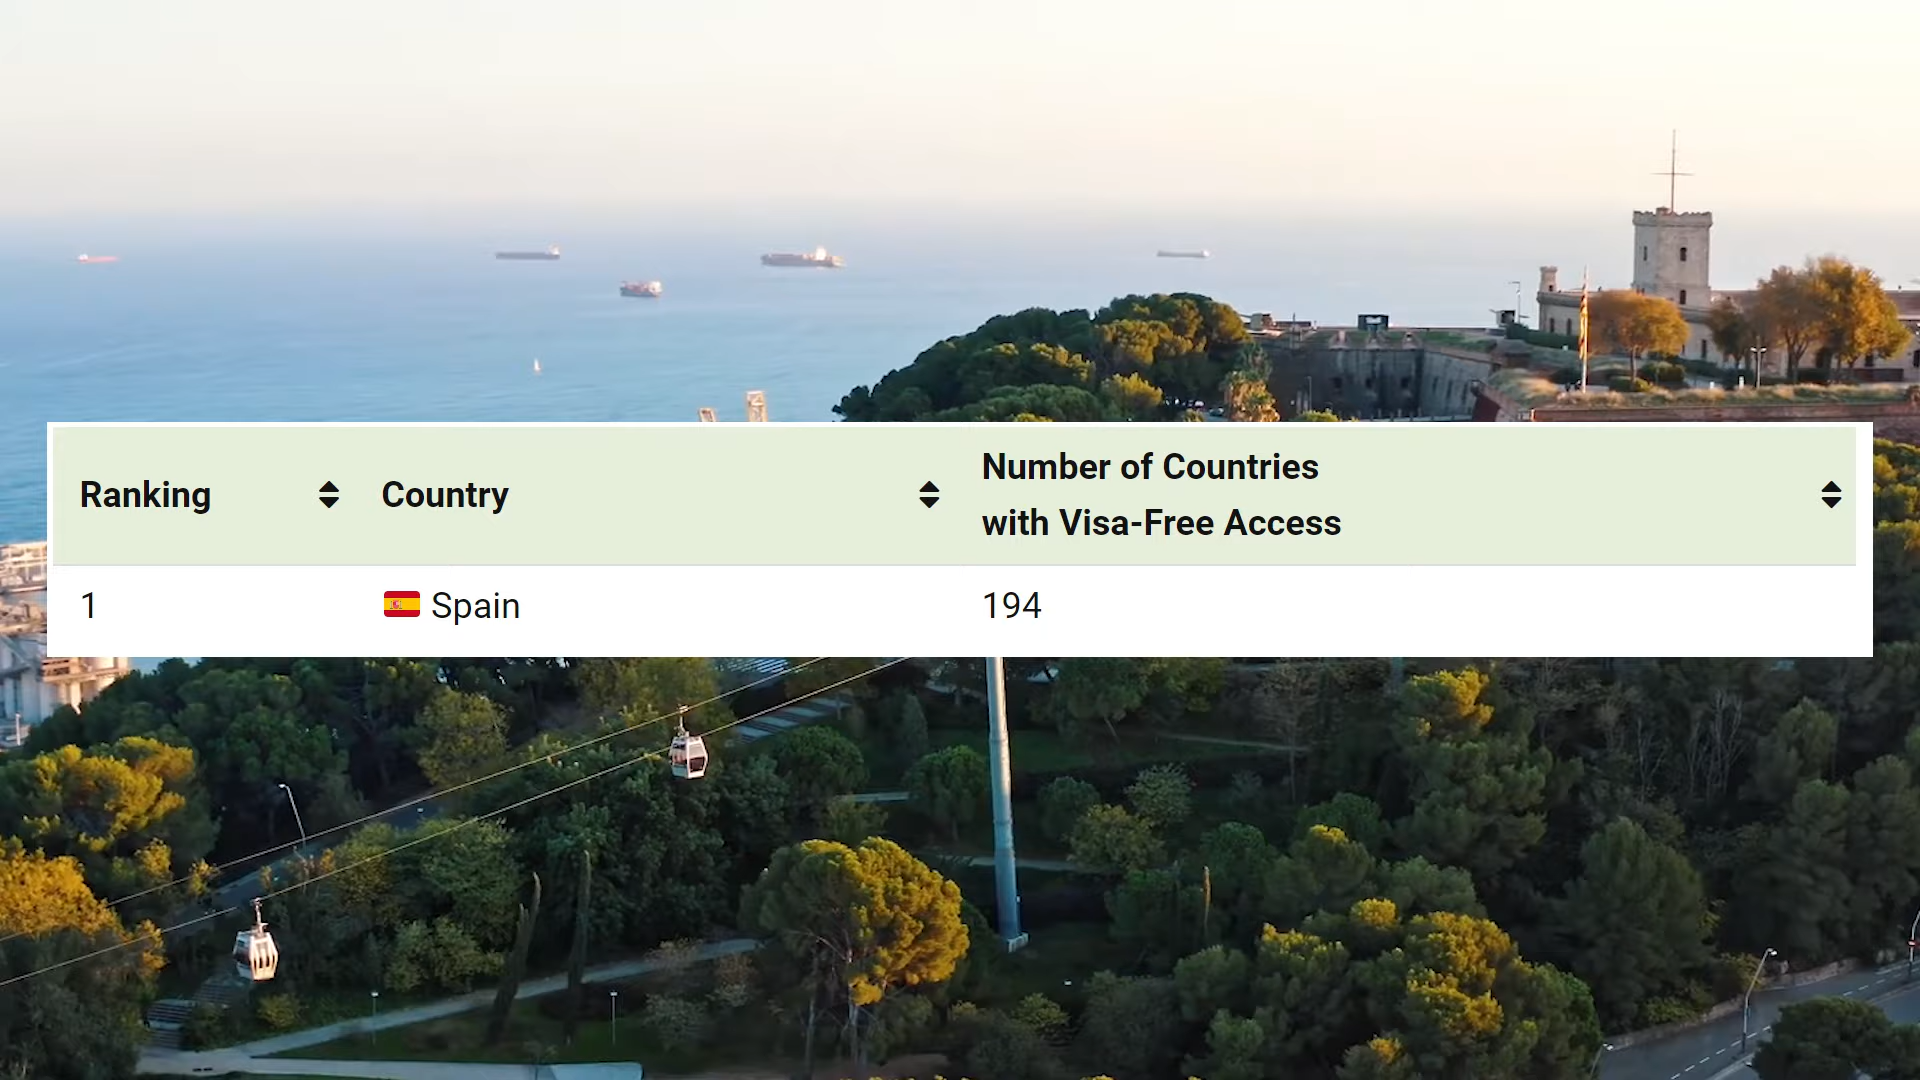 Ranking
Country
Number of Countries
with Visa-Free Access
1
Spain
194